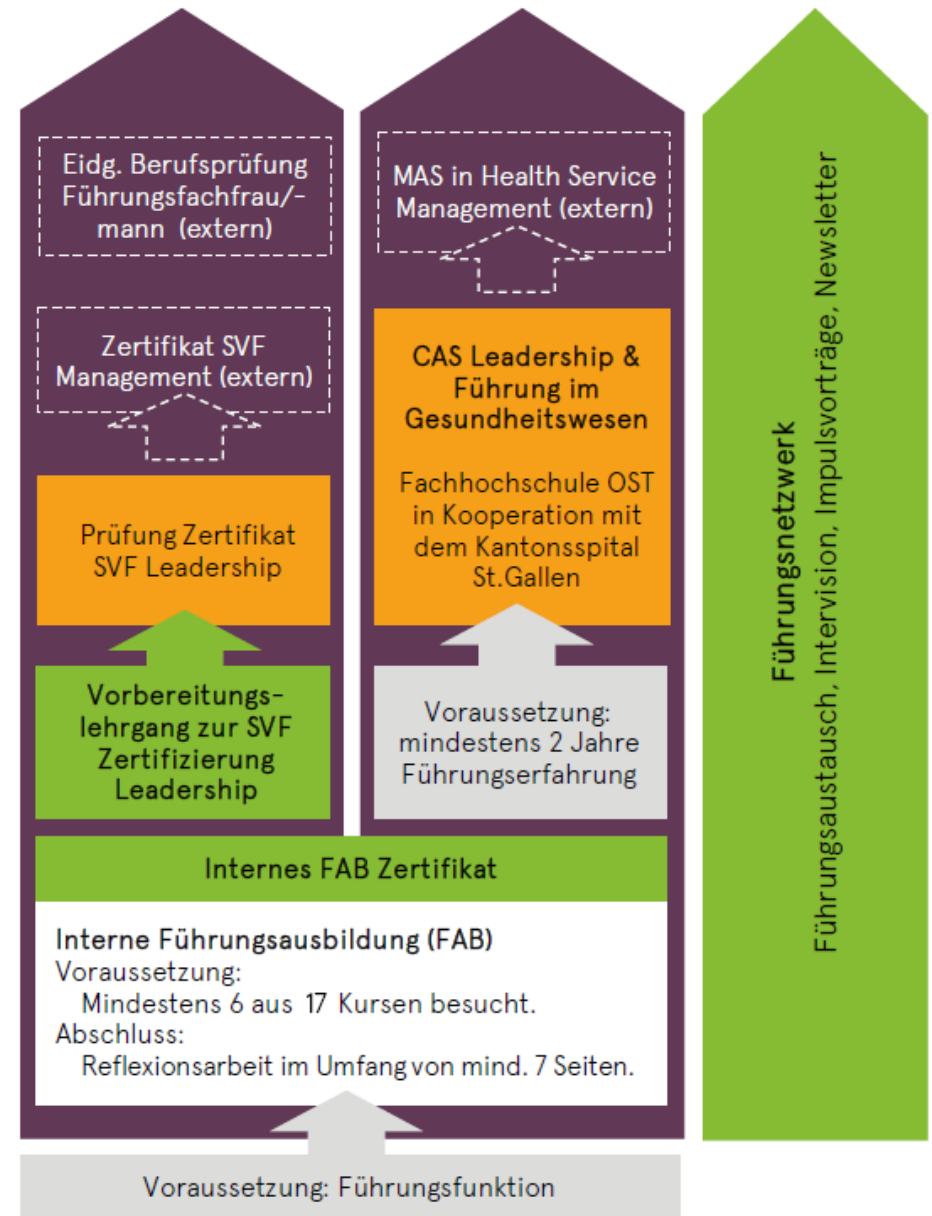 Eidg. Berufsprüfung
Führungsfachfrau/-
mann (extern)
Zertifikat SVF
Management (extern)
Prüfung Zertifikat
SVF Leadership
Vorbereitungs-
lehrgang zur SVF
Zertifizierung
Leadership
MAS in Health Service
Management (extern)
CAS Leadership &
Führung im
Gesundheitswesen
Fachhochschule OST
in Kooperation mit
dem Kantonsspital
St.Gallen
Voraussetzung:
mindestens 2 Jahre
Führungserfahrung
Internes FAB Zertifikat
Interne Führungsausbildung (FAB)
Voraussetzung:
Mindestens 6 aus 17 Kursen besucht.
Abschluss:
Reflexionsarbeit im Umfang von mind. 7 Seiten.
Voraussetzung: Führungsfunktion
Führungsnetzwerk
Führungsaustausch, Intervision, Impulsvorträge, Newsletter